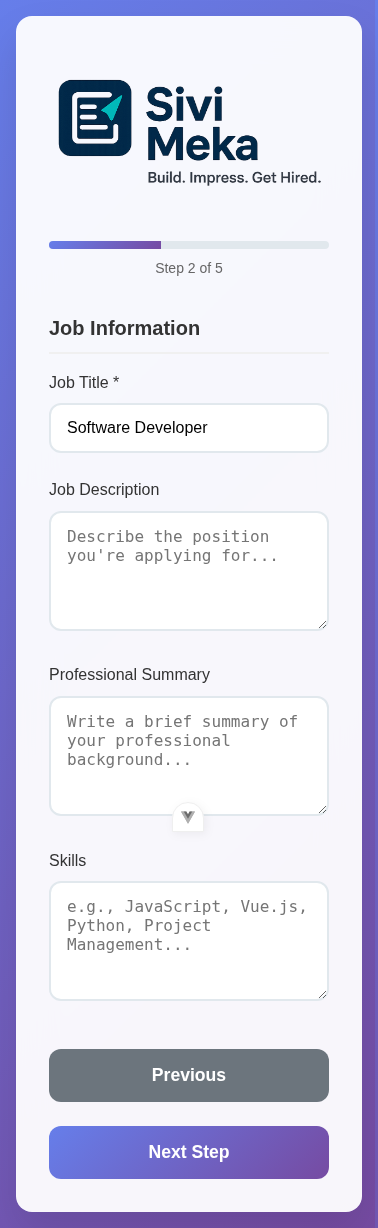 Sivi
Meka
Build. Impress. Get Hired.
Step 2 of 5
Job Information
Job Title *
Software Developer
Job Description
Describe the position
you're applying for...
Professional Summary
Write a brief summary of
your professional
background...
Skills
e.g., JavaScript, Vue.js,
Python, Project
Management...
Previous
Next Step